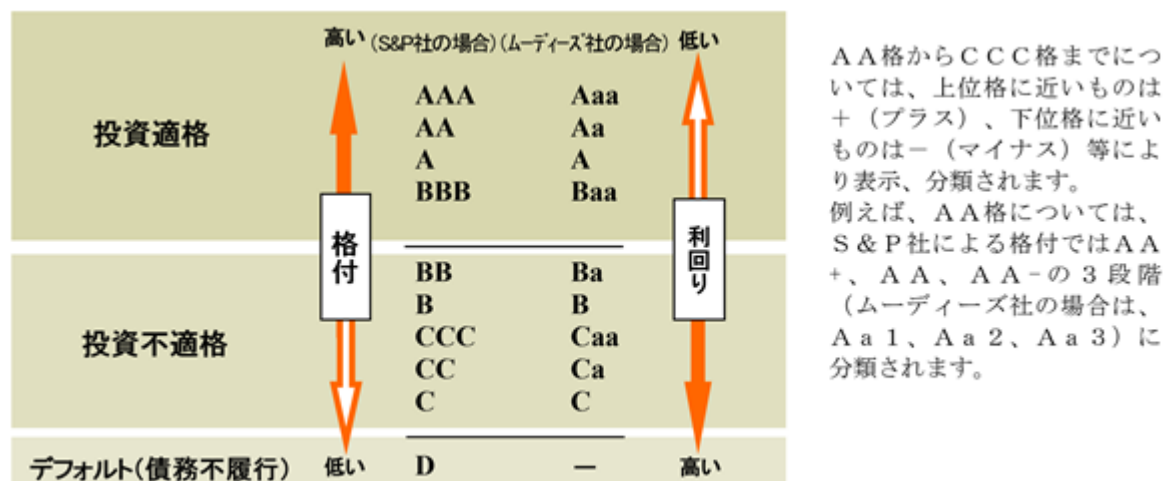 高い (S&P社の場合) (ムーディーズ社の場合) 低い
投資適格
AAA Aaa
AA Aa
A A
BBB Baa
格付
利回り
投資不適格
BB Ba
B B
CCC Caa
CC Ca
C C
デフォルト(債務不履行) 低い D － 高い
ＡＡ格からＣＣＣ格までにつ
いては、上位格に近いものは
＋（プラス）、下位格に近い
ものは－（マイナス）等によ
り表示、分類されます。
例えば、ＡＡ格については、
Ｓ＆Ｐ社による格付ではＡＡ
+、ＡＡ、ＡＡ-の３段階
（ムーディーズ社の場合は、
Ａａ１、Ａａ２、Ａａ３）に
分類されます。